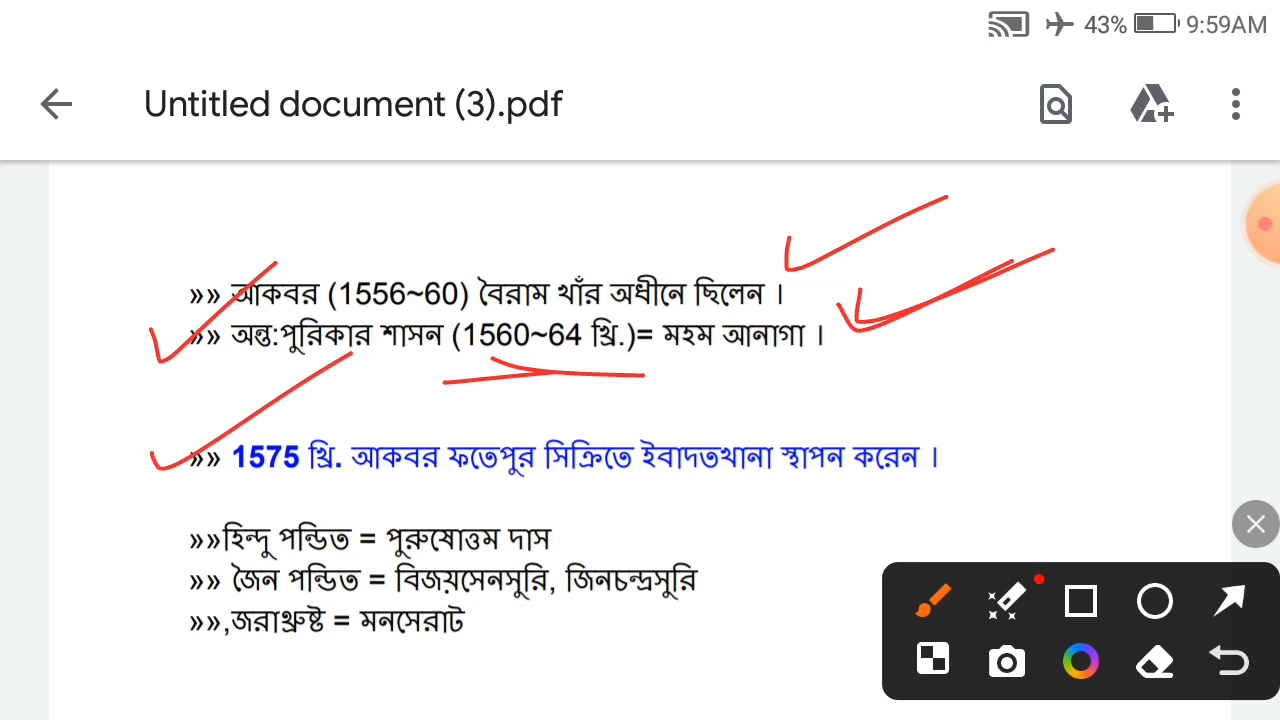 43% 9:59AM
Untitled document (3).pdf
»» আকবর (1556~60) বৈরাম খাঁর অধীনে ছিলেন ।
»» অন্ত:পুরিকার শাসন (1560~64 খ্রি.)= মহম আনাগা ।
»» 1575 খ্রি. আকবর ফতেপুর সিক্রিতে ইবাদতখানা স্থাপন করেন ।
»»হিন্দু পন্ডিত = পুরুষোত্তম দাস
»» জৈন পন্ডিত = বিজয়সেনসুরি, জিনচন্দ্রসুরি
»»,জরাথ্রুষ্ট = মনসেরাট